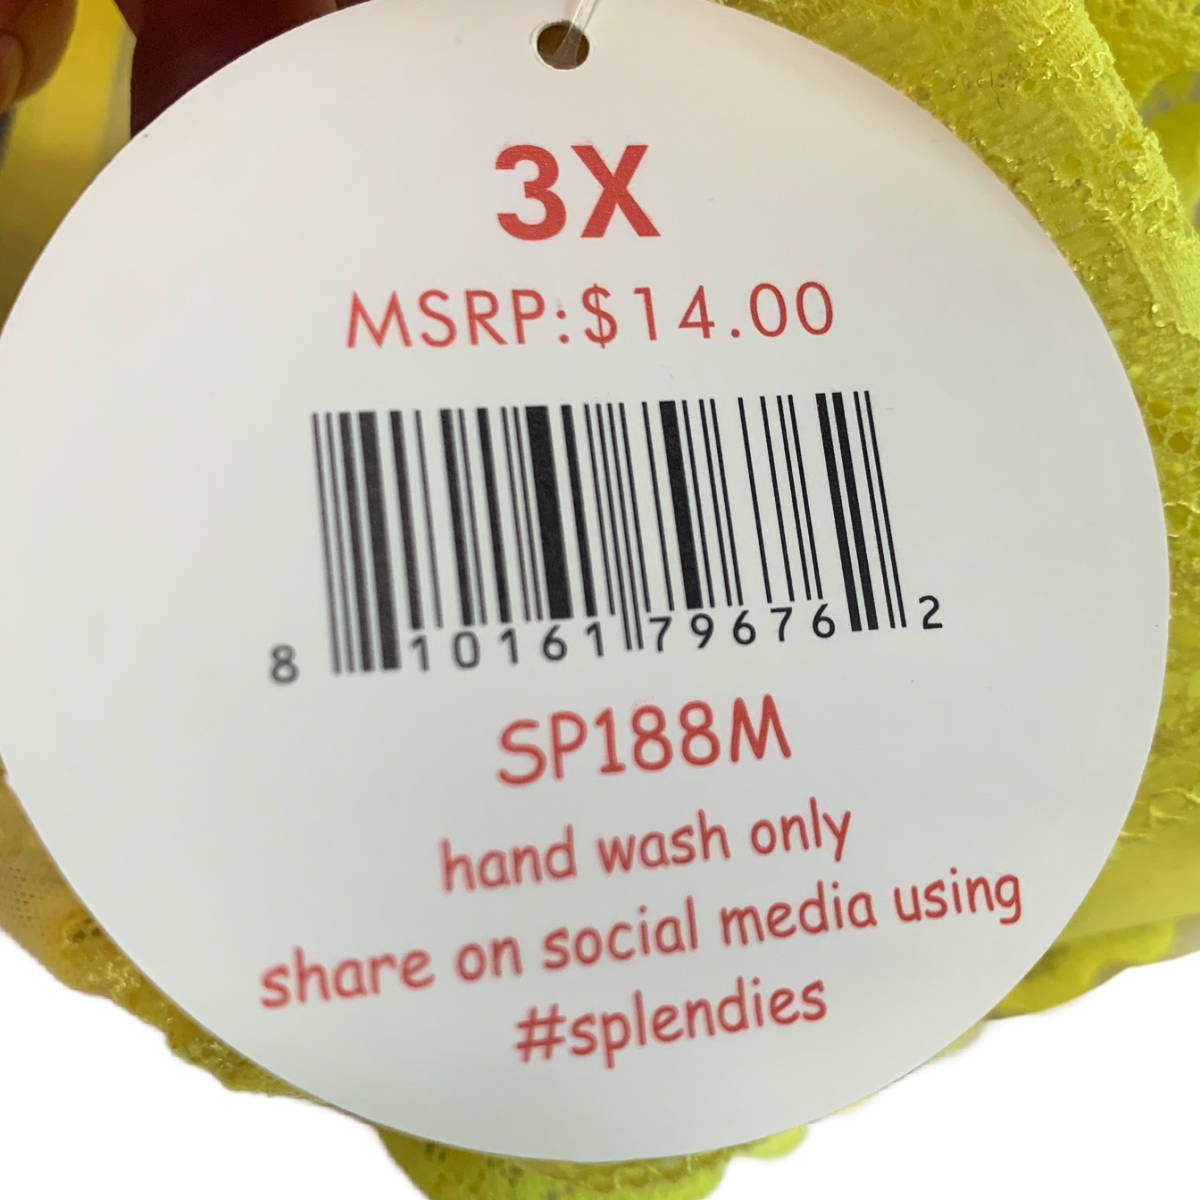 3X
MSRP:$14.00
8 10161 79676 2
SP188M
hand wash only
share on social media using
#splendies